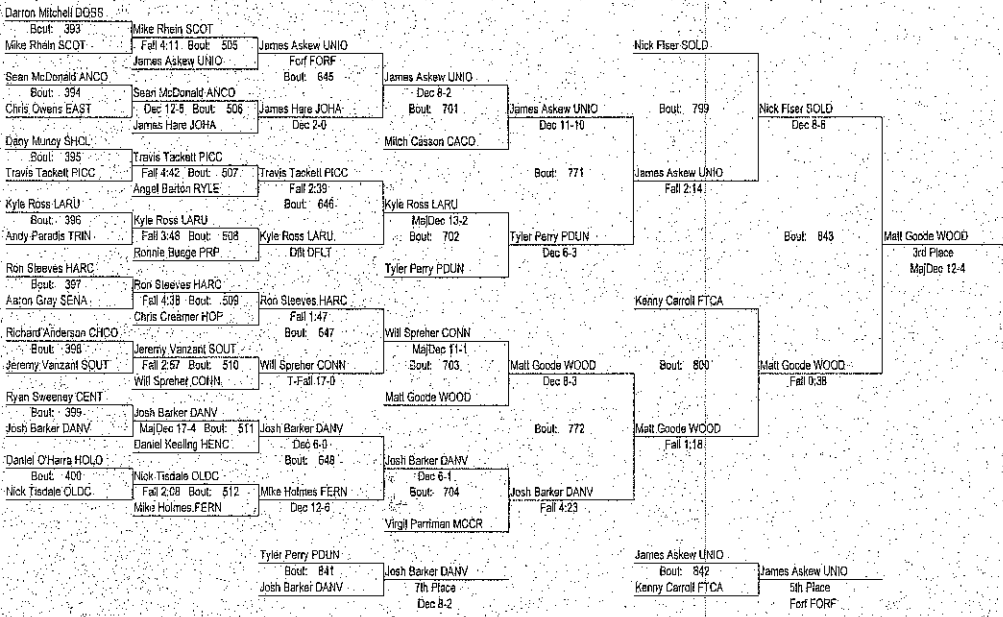 Darron Mitchell DOSS
Bout: 393
Mike Rhein SCOT
Sean McDonald ANCO
Bout: 394
Chris Owens EAST
Dany Muncy SHCL
Bout: 395
Travis Tackett PICC
Kyle Ross LARU
Bout: 396
Andy Paradis TRIN
Ron Sleeves HARC
Bout: 397
Aaron Gray SENA
Richard Anderson CHCO
Bout: 398
Jeremy Vanzant SOUT
Ryan Sweeney CENT
Bout: 399
Josh Barker DANV
Daniel O'Harra HOLO
Bout: 400
Nick Tisdale OLDC
Mike Rhein SCOT
Fall 4:11 Bout: 505
James Askew UNIO
Sean McDonald ANCO
Dec 12-5 Bout: 506
James Hare JOHA
Travis Tackett PICC
Fall 4:42 Bout: 507
Angel Barton RYLE
Kyle Ross LARU
Fall 3:48 Bout: 508
Ronnie Buege PRP
Ron Sleeves HARC
Fall 4:38 Bout: 509
Chris Creamer HOP
Jeremy Vanzant SOUT
Fall 2:57 Bout: 510
Will Spreher CONN
Josh Barker DANV
MajDec 17-4 Bout: 511
Daniel Keeling HENC
Nick Tisdale OLDC
Fall 2:08 Bout: 512
Mike Holmes FERN
James Askew UNIO
Forf FORF
Bout: 645
James Hare JOHA
Dec 2-0
Travis Tackett PICC
Fall 2:39
Bout: 646
Kyle Ross LARU
Dflt DFLT
Ron Sleeves HARC
Fall 1:47
Bout: 647
Will Spreher CONN
T-Fall 17-0
Josh Barker DANV
Dec 6-0
Bout: 648
Mike Holmes FERN
Dec 12-6
James Askew UNIO
Dec 8-2
Bout: 701
Mitch Casson CACO
Kyle Ross LARU
MajDec 13-2
Bout: 702
Tyler Perry PDUN
Will Spreher CONN
MajDec 11-1
Bout: 703
Matt Goode WOOD
Josh Barker DANV
Dec 6-1
Bout: 704
Virgil Perriman MCCR
James Askew UNIO
Dec 11-10
Bout: 771
Tyler Perry PDUN
Dec 6-3
Matt Goode WOOD
Dec 8-3
Bout: 772
Josh Barker DANV
Fall 4:23
Nick Fiser SOLD
Bout: 799
James Askew UNIO
Fall 2:14
Kenny Carroll FTCA
Bout: 800
Matt Goode WOOD
Fall 1:18
Nick Fiser SOLD
Dec 8-6
Bout: 843
Matt Goode WOOD
Fall 0:38
Matt Goode WOOD
3rd Place
MajDec 12-4
Tyler Perry PDUN
Bout: 841
Josh Barker DANV
Josh Barker DANV
7th Place
Dec 8-2
James Askew UNIO
Bout: 842
Kenny Carroll FTCA
James Askew UNIO
5th Place
Forf FORF